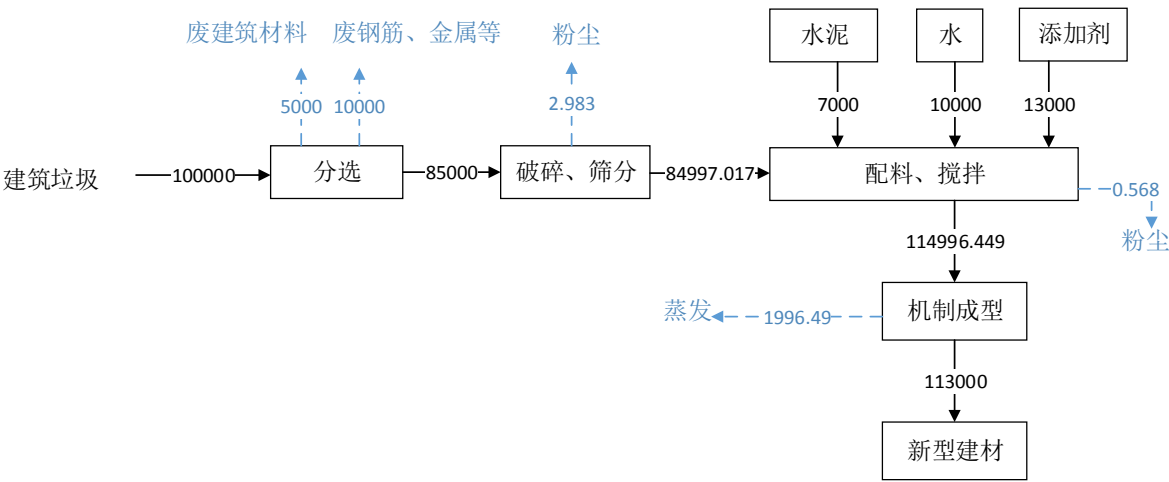 水泥
水
添加剂
废建筑材料
废钢筋、金属等
粉尘
5000
10000
2.983
7000
10000
13000
建筑垃圾
100000
分选
85000
破碎、筛分
84997.017
配料、搅拌
0.568
粉尘
114996.449
蒸发
1996.49
机制成型
113000
新型建材